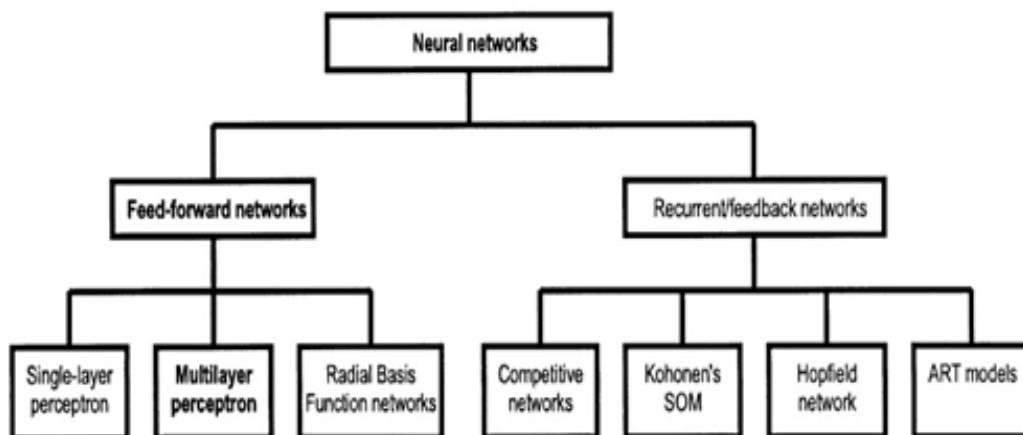 Neural networks
Feed-forward networks
Recurrent/feedback networks
Single-layer
perceptron
Multilayer
perceptron
Radial Basis
Function networks
Competitive
networks
Kohonen's
SOM
Hopfield
network
ART models